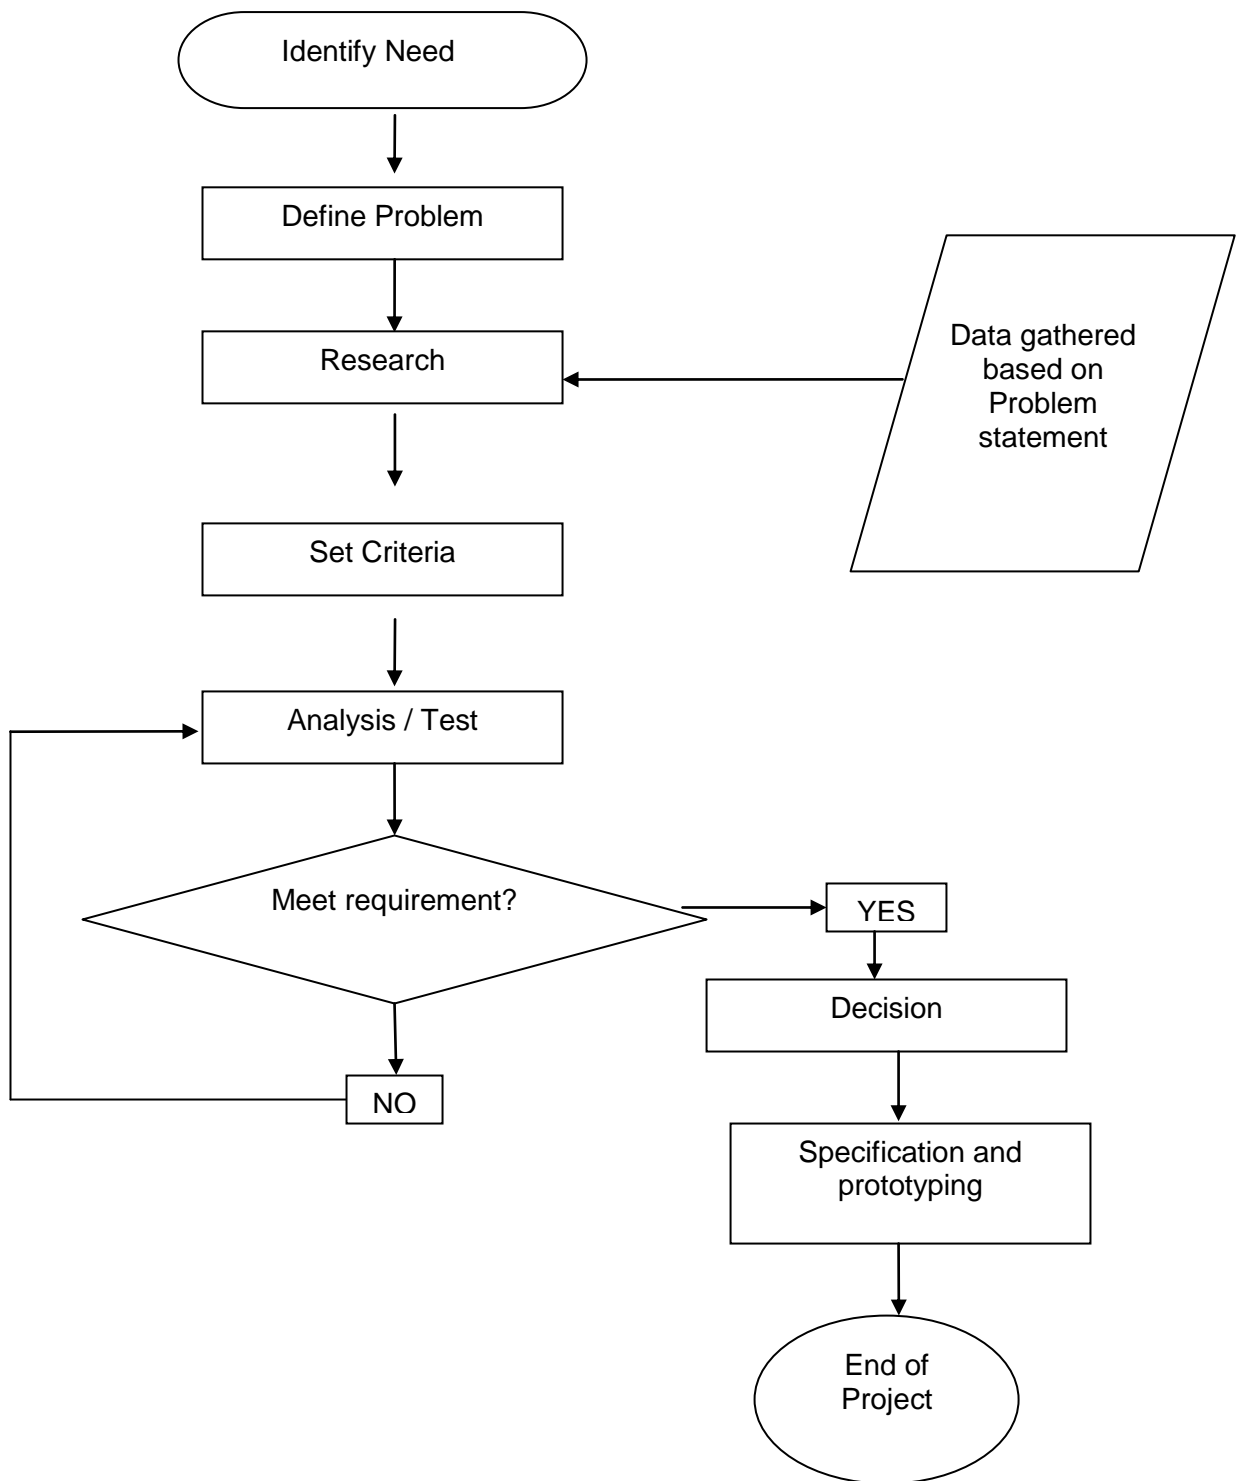 Identify Need
Define Problem
Research
Data gathered
based on
Problem
statement
Set Criteria
Analysis / Test
Meet requirement?
YES
Decision
NO
Specification and
prototyping
End of
Project